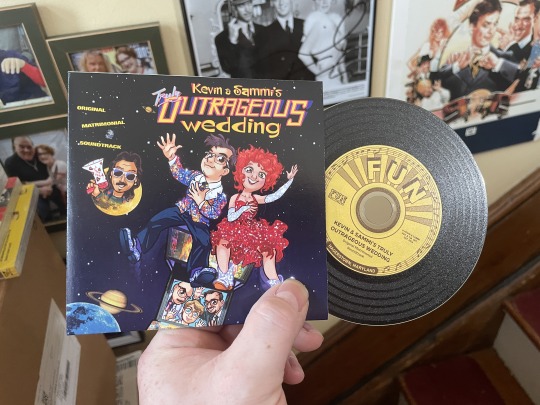 Kevin & Sammi's
Truly
OUTRAGEOUS
wedding
ORIGINAL
MATRIMONIAL
SOUNDTRACK
FUN
KEVIN & SAMMI'S TRULY
OUTRAGEOUS WEDDING